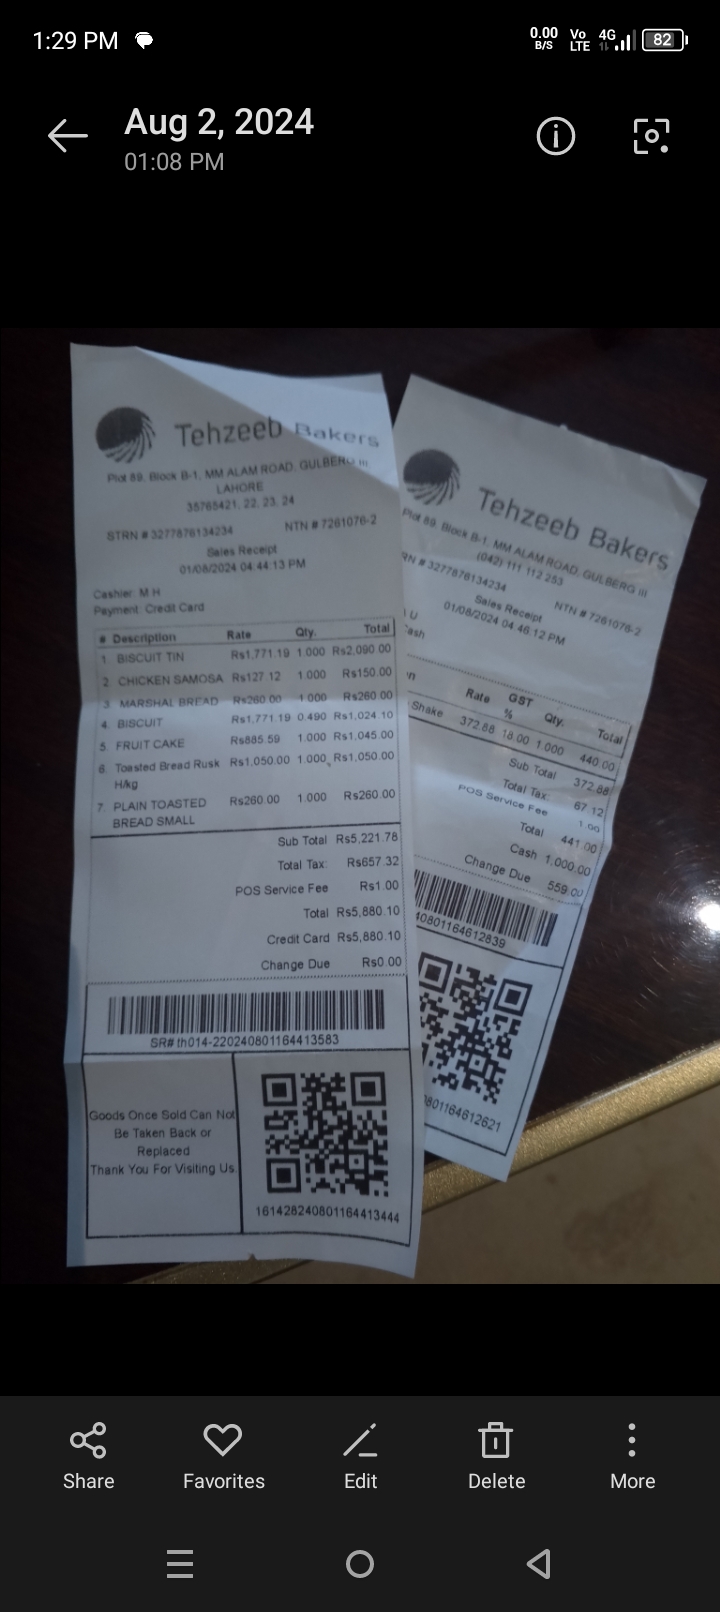 1:29 PM
0.00 B/S Vo LTE 4G 82
Aug 2, 2024
01:08 PM
Tehzeeb Bakers
Plot 89, Block B-1, MM ALAM ROAD, GULBERG III
LAHORE
35765421, 22, 23, 24
STRN # 3277876134234 NTN # 7261076-2
Sales Receipt
01/08/2024 04:44:13 PM
Cashier: M H
Payment: Credit Card
# Description Rate Qty. Total
1. BISCUIT TIN Rs1,771.19 1.000 Rs2,090.00
2 CHICKEN SAMOSA Rs127.12 1.000 Rs150.00
3 MARSHAL BREAD Rs260.00 1.000 Rs260.00
4. BISCUIT Rs1,771.19 0.490 Rs1,024.10
5. FRUIT CAKE Rs885.59 1.000 Rs1,045.00
6. Toasted Bread Rusk Rs1,050.00 1.000 Rs1,050.00
H/kg
7. PLAIN TOASTED Rs260.00 1.000 Rs260.00
BREAD SMALL
Sub Total Rs5,221.78
Total Tax: Rs657.32
POS Service Fee Rs1.00
Total Rs5,880.10
Credit Card Rs5,880.10
Change Due Rs0.00
SR# th014-220240801164413583
Goods Once Sold Can Not
Be Taken Back or
Replaced
Thank You For Visiting Us.
161428240801164413444
Tehzeeb Bakers
Plot 89, Block B-1, MM ALAM ROAD, GULBERG III
(042) 111 112 253
RN # 3277876134234 NTN # 7261076-2
Sales Receipt
01/08/2024 04:46:12 PM
U
ash
n Rate GST % Qty. Total
Shake 372.88 18.00 1.000 440.00
Sub Total 372.88
Total Tax: 67.12
POS Service Fee 1.00
Total 441.00
Cash 1,000.00
Change Due 559.00
40801164612839
0801164612621
Share
Favorites
Edit
Delete
More